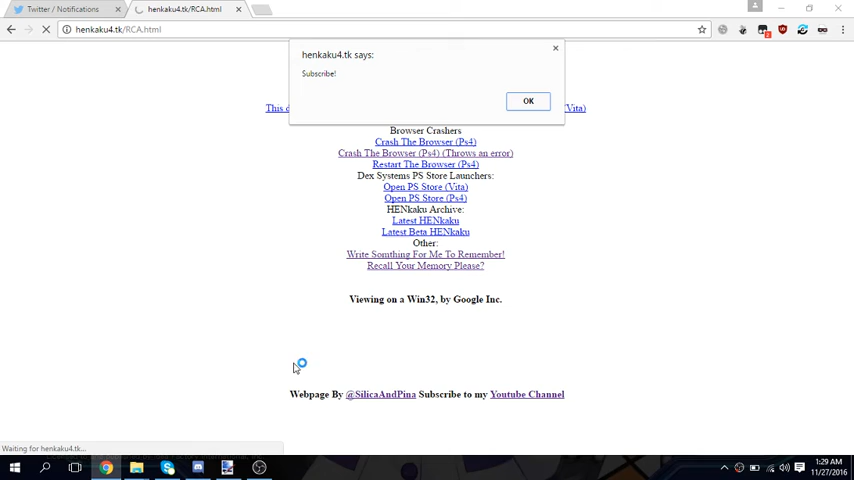 Twitter / Notifications
henkaku4.tk/RCA.html
henkaku4.tk/RCA.html
henkaku4.tk says:
Subscribe!
OK
This d
Vita)
Browser Crashers
Crash The Browser (Ps4)
Crash The Browser (Ps4) (Throws an error)
Restart The Browser (Ps4)
Dex Systems PS Store Launchers:
Open PS Store (Vita)
Open PS Store (Ps4)
HENkaku Archive:
Latest HENkaku
Latest Beta HENkaku
Other:
Write Somthing For Me To Remember!
Recall Your Memory Please?
Viewing on a Win32, by Google Inc.
Webpage By @SilicaAndPina Subscribe to my Youtube Channel
Waiting for henkaku4.tk...
1:29 AM
11/27/2016